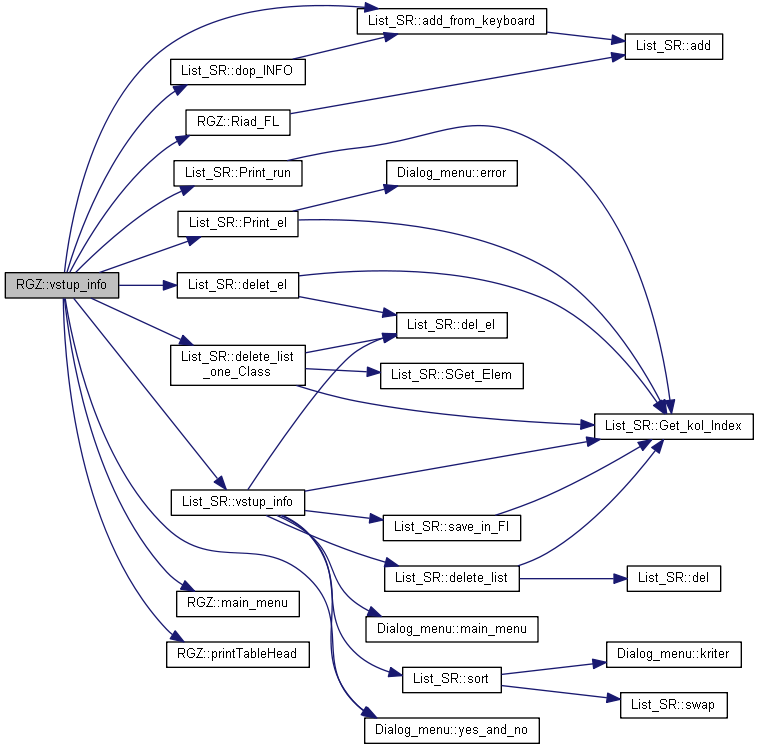 List_SR::add_from_keyboard
List_SR::add
List_SR::dop_INFO
RGZ::Riad_FL
List_SR::Print_run
Dialog_menu::error
List_SR::Print_el
RGZ::vstup_info
List_SR::delet_el
List_SR::del_el
List_SR::delete_list
_one_Class
List_SR::SGet_Elem
List_SR::Get_kol_Index
List_SR::vstup_info
List_SR::save_in_Fl
List_SR::delete_list
List_SR::del
RGZ::main_menu
Dialog_menu::main_menu
RGZ::printTableHead
Dialog_menu::kriter
List_SR::sort
List_SR::swap
Dialog_menu::yes_and_no